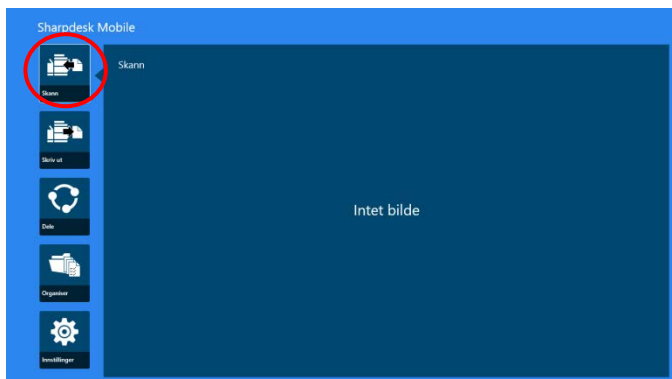 Sharpdesk Mobile
Skann
Skann
Skriv ut
Dele
Organiser
Innstillinger
Intet bilde